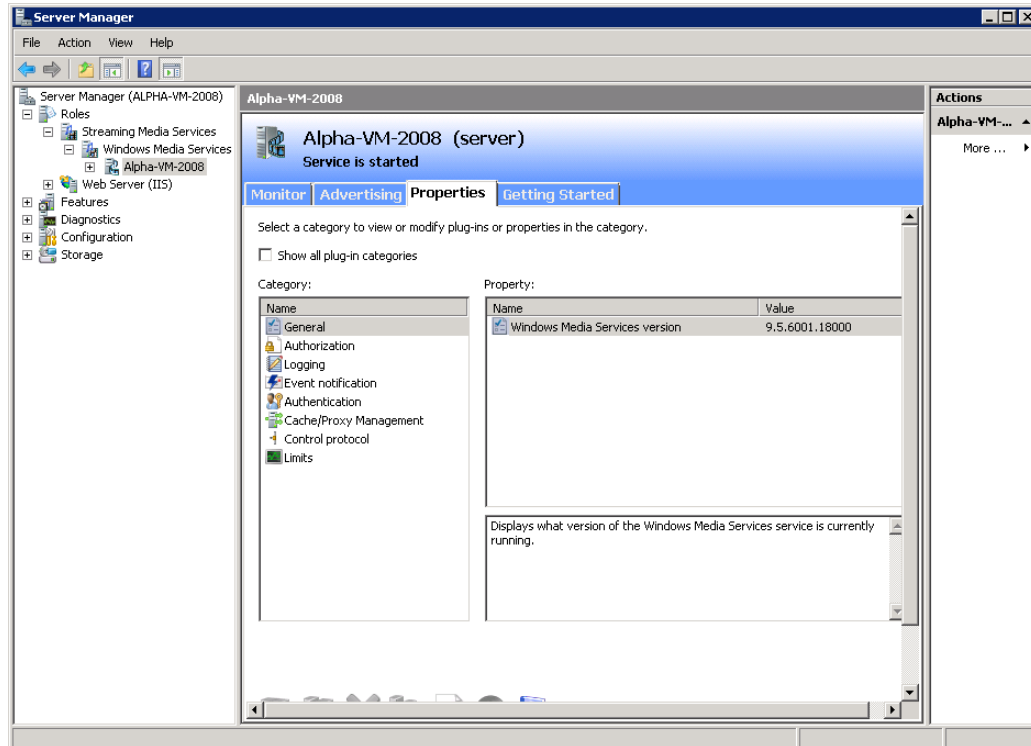 Server Manager
File Action View Help
Server Manager (ALPHA-VM-2008)
Roles
Streaming Media Services
Windows Media Services
Alpha-VM-2008
Web Server (IIS)
Features
Diagnostics
Configuration
Storage
Alpha-VM-2008
Alpha-VM-2008 (server)
Service is started
Monitor Advertising Properties Getting Started
Select a category to view or modify plug-ins or properties in the category.
Show all plug-in categories
Category:
Name
General
Authorization
Logging
Event notification
Authentication
Cache/Proxy Management
Control protocol
Limits
Property:
Name Value
Windows Media Services version 9.5.6001.18000
Displays what version of the Windows Media Services service is currently
running.
Actions
Alpha-VM-...
More ...